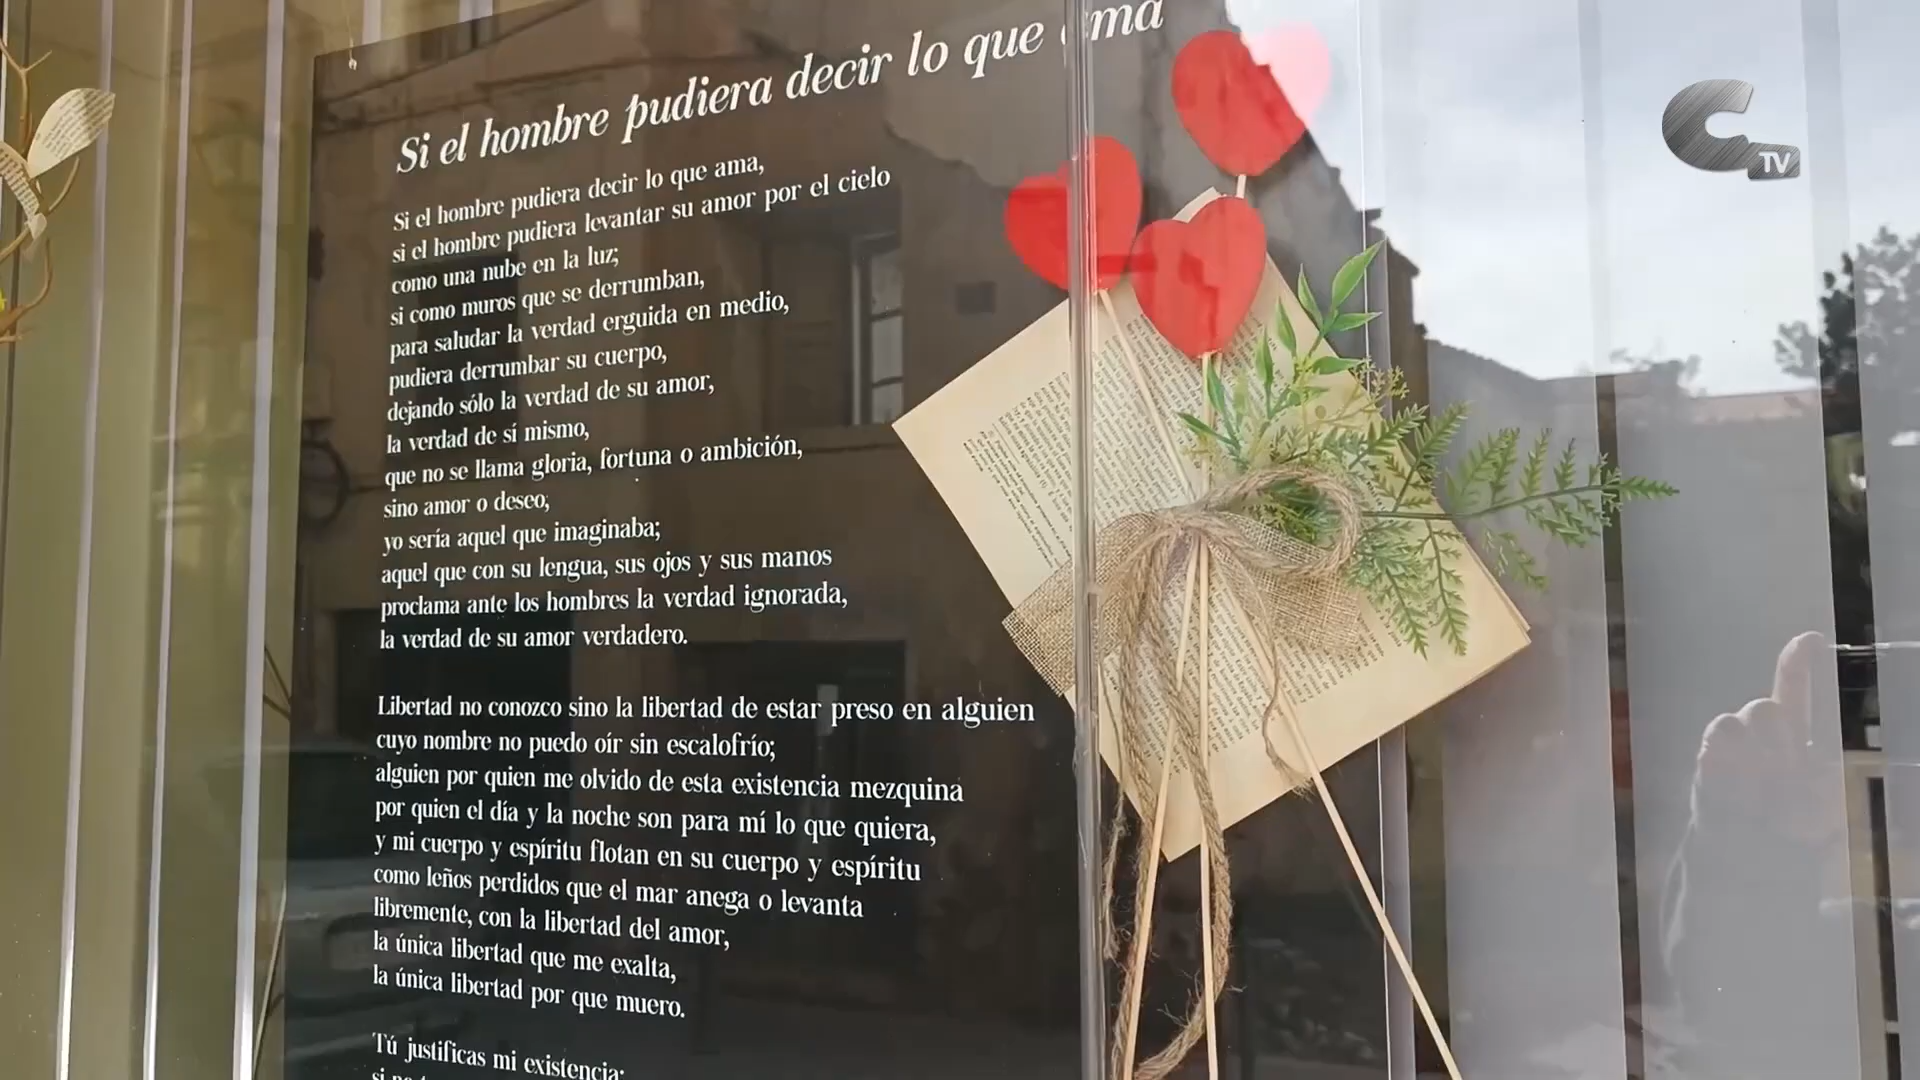 Si el hombre pudiera decir lo que ama
Si el hombre pudiera decir lo que ama,
si el hombre pudiera levantar su amor por el cielo
como una nube en la luz;
si como muros que se derrumban,
para saludar la verdad erguida en medio,
pudiera derrumbar su cuerpo,
dejando sólo la verdad de su amor,
la verdad de sí mismo,
que no se llama gloria, fortuna o ambición,
sino amor o deseo,
yo sería aquel que imaginaba;
aquel que con su lengua, sus ojos y sus manos
proclama ante los hombres la verdad ignorada,
la verdad de su amor verdadero.
Libertad no conozco sino la libertad de estar preso en alguien
cuyo nombre no puedo oír sin escalofrío;
alguien por quien me olvido de esta existencia mezquina
por quien el día y la noche son para mí lo que quiera,
y mi cuerpo y espíritu flotan en su cuerpo y espíritu
como leños perdidos que el mar anega o levanta
libremente, con la libertad del amor,
la única libertad que me exalta,
la única libertad por que muero.
Tú justificas mi existencia:
CTV